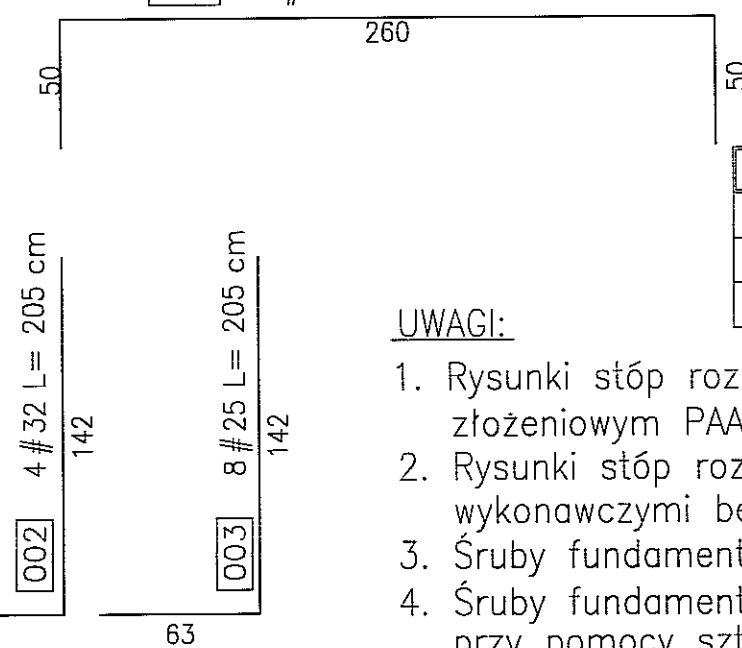 260
50
50
4#32 L= 205 cm
142
002
8#25 L= 205 cm
142
003
63
UWAGI:
1. Rysunki stóp roz
złożeniowym PAA
2. Rysunki stóp roz
wykonawczymi be
3. Śruby fundament
4. Śruby fundament
przy pomocy szt